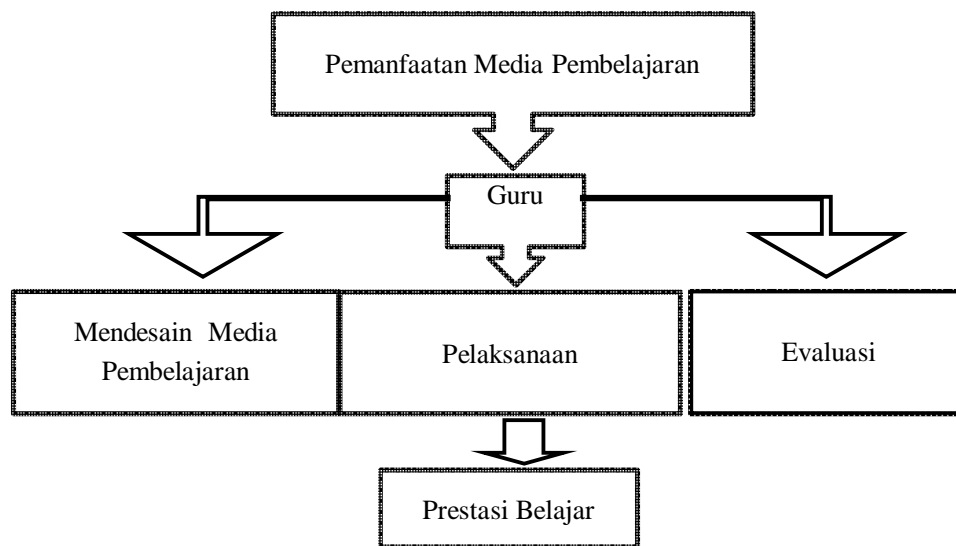 Pemanfaatan Media Pembelajaran
Guru
Mendesain Media
Pembelajaran
Pelaksanaan
Evaluasi
Prestasi Belajar